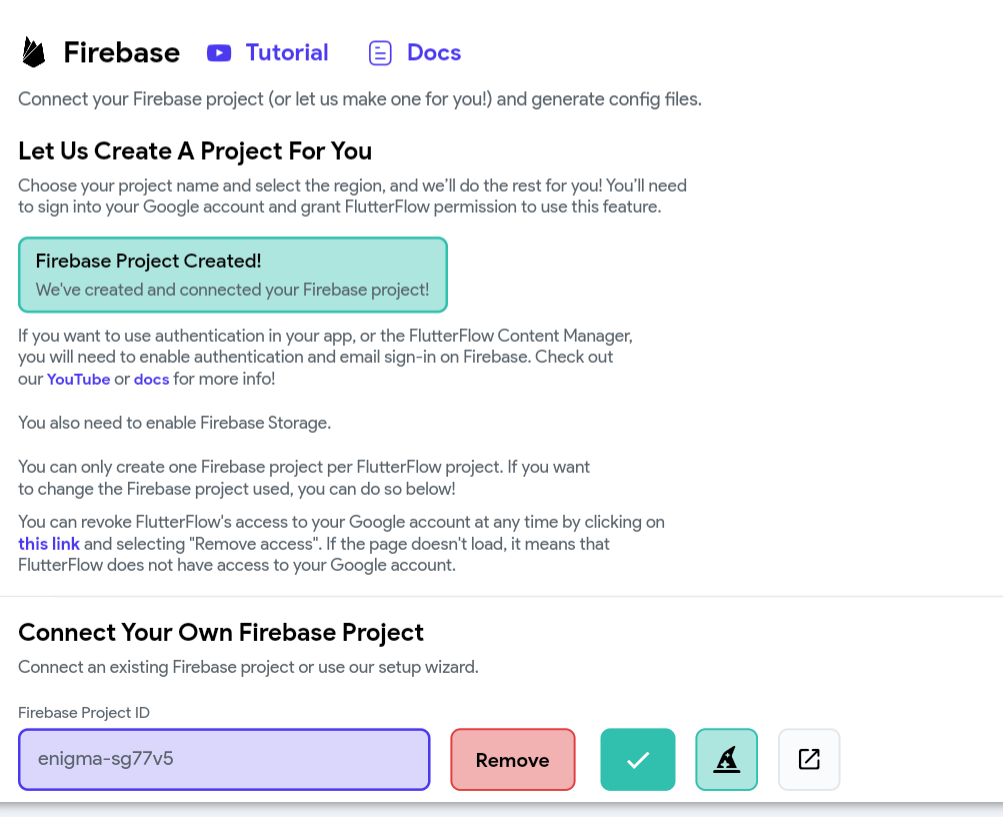 Firebase Tutorial Docs
Connect your Firebase project (or let us make one for you!) and generate config files.
Let Us Create A Project For You
Choose your project name and select the region, and we’ll do the rest for you! You’ll need
to sign into your Google account and grant FlutterFlow permission to use this feature.
Firebase Project Created!
We've created and connected your Firebase project!
If you want to use authentication in your app, or the FlutterFlow Content Manager,
you will need to enable authentication and email sign-in on Firebase. Check out
our YouTube or docs for more info!
You also need to enable Firebase Storage.
You can only create one Firebase project per FlutterFlow project. If you want
to change the Firebase project used, you can do so below!
You can revoke FlutterFlow's access to your Google account at any time by clicking on
this link and selecting "Remove access". If the page doesn't load, it means that
FlutterFlow does not have access to your Google account.
Connect Your Own Firebase Project
Connect an existing Firebase project or use our setup wizard.
Firebase Project ID
enigma-sg77v5 Remove